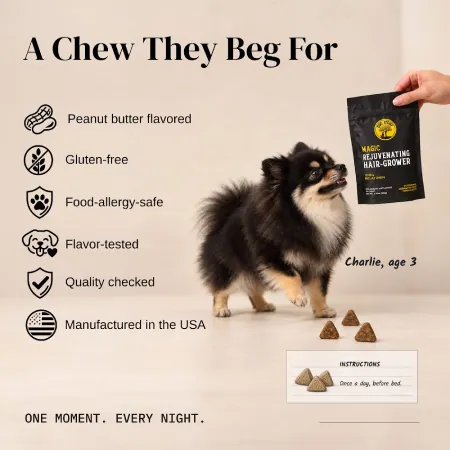 A Chew They Beg For
Peanut butter flavored
Gluten-free
Food-allergy-safe
Flavor-tested
Quality checked
Manufactured in the USA
MAGIC
REJUVENATING
HAIR-GROWER
Charlie, age 3
INSTRUCTIONS
Once a day, before bed.
ONE MOMENT. EVERY NIGHT.